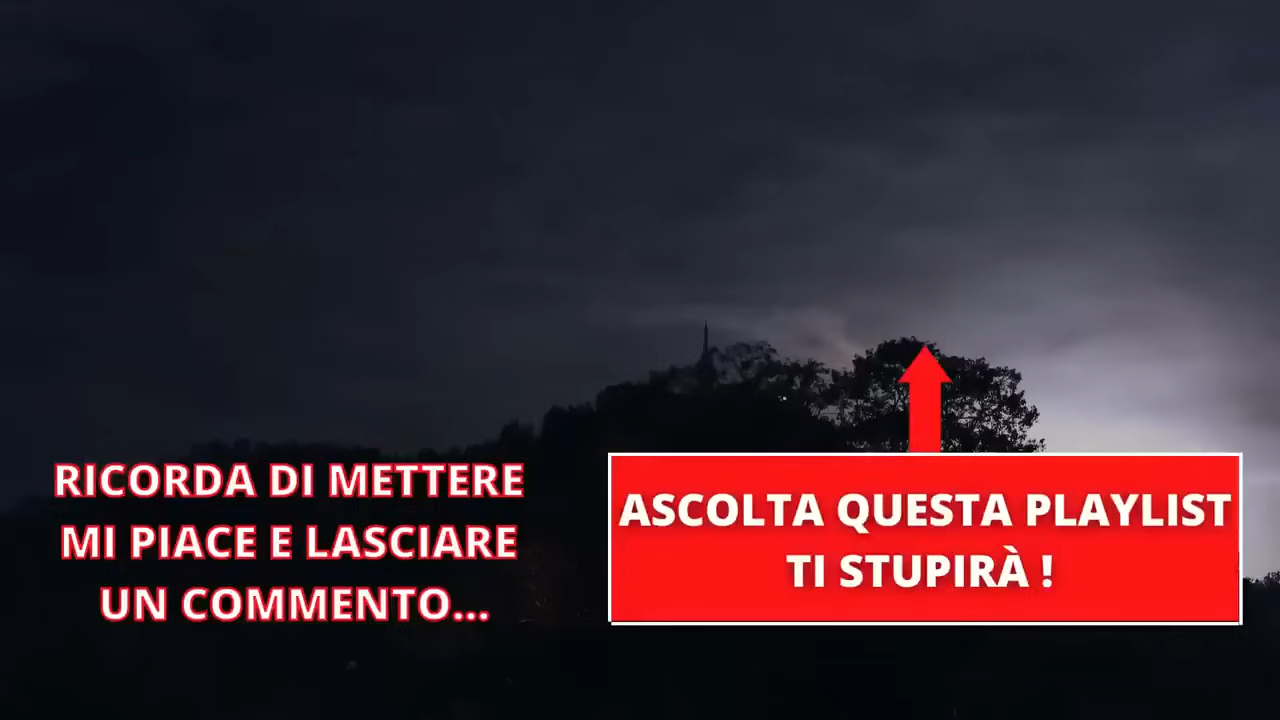 RICORDA DI METTERE
MI PIACE E LASCIARE
UN COMMENTO...
ASCOLTA QUESTA PLAYLIST
TI STUPIRÀ !